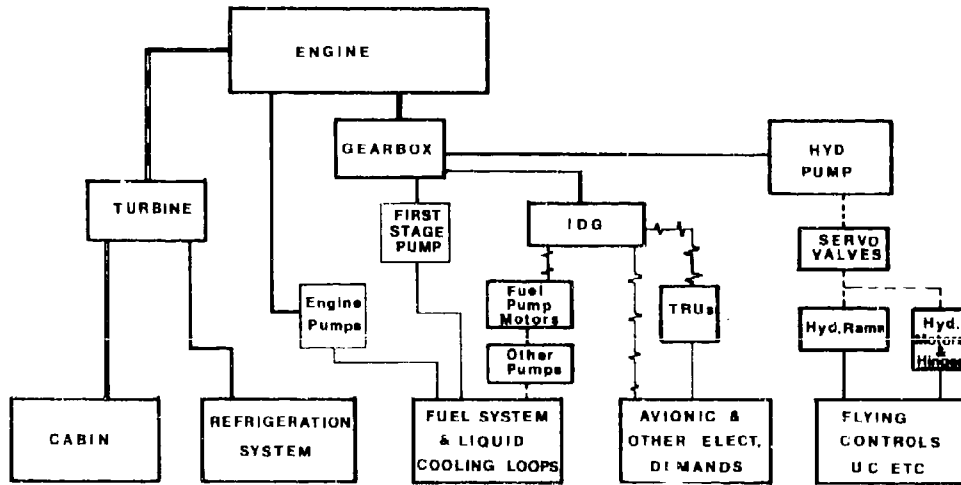 ENGINE
GEARBOX
HYD
PUMP
TURBINE
FIRST
STAGE
PUMP
IDG
SERVO
VALVES
Engine
Pumps
Fuel
Pump
Motors
TRUs
Hyd. Rams
Hyd.
Motors
&
Hinges
Other
Pumps
CABIN
REFRIGERATION
SYSTEM
FUEL SYSTEM
& LIQUID
COOLING LOOPS
AVIONIC &
OTHER ELECT.
DEMANDS
FLYING
CONTROLS
UC ETC